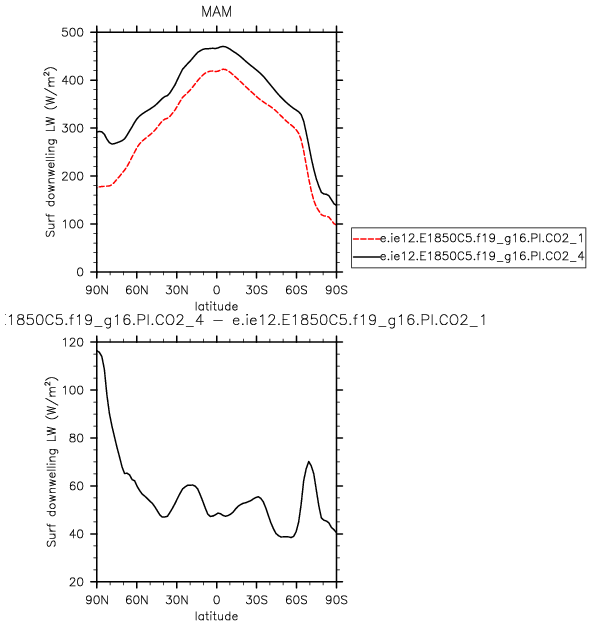 MAM
500
400
300
200
100
0
Surf downwelling LW (W/m²)
90N 60N 30N 0 30S 60S 90S
latitude
e.ie12.E1850C5.f19_g16.PI.CO2_1
e.ie12.E1850C5.f19_g16.PI.CO2_4
.1850C5.f19_g16.PI.CO2_4 – e.ie12.E1850C5.f19_g16.PI.CO2_1
120
100
80
60
40
20
Surf downwelling LW (W/m²)
90N 60N 30N 0 30S 60S 90S
latitude